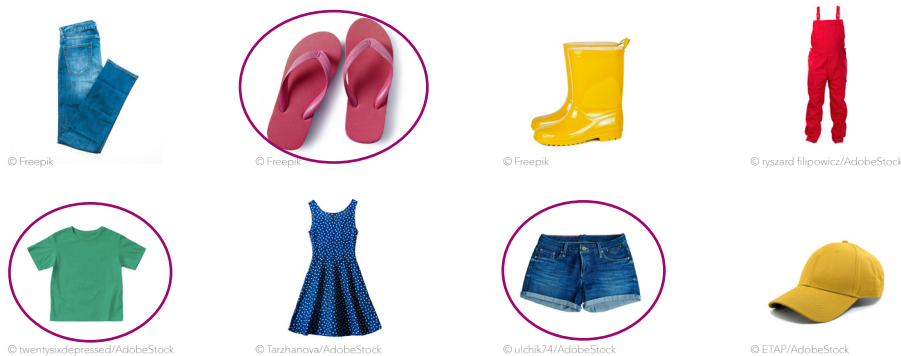 © Freepik
© Freepik
© Freepik
© ryszard filipowicz/AdobeStock
© twentysixdepressed/AdobeStock
© Tarzhanova/AdobeStock
© ulchik74/AdobeStock
© ETAP/AdobeStock